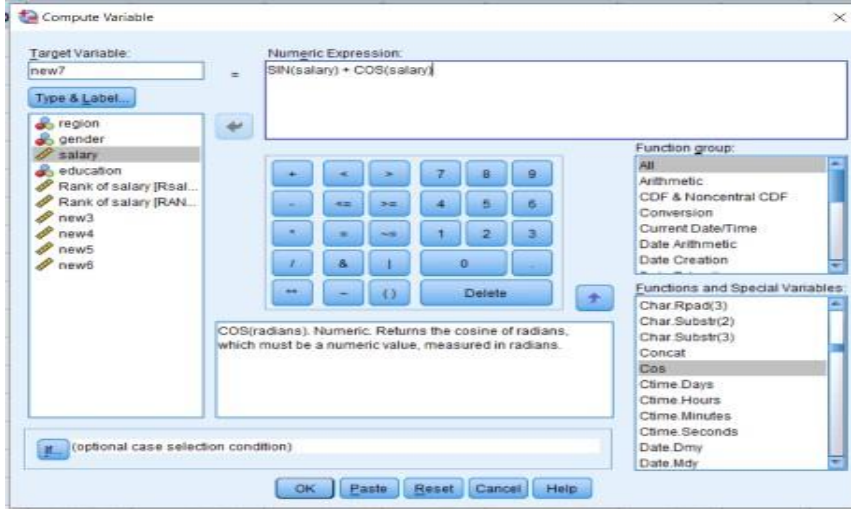 Compute Variable
Target Variable:
new7
=
Numeric Expression:
SIN(salary) + COS(salary)
Type & Label...
region
gender
salary
education
Rank of salary [Rsal...
Rank of salary [RAN...
new3
new4
new5
new6
+ < > 7 8 9
- <= >= 4 5 6
* = ~= 1 2 3
/ & | 0 .
** ~ ( ) Delete
Function group:
All
Arithmetic
CDF & Noncentral CDF
Conversion
Current Date/Time
Date Arithmetic
Date Creation
COS(radians). Numeric. Returns the cosine of radians,
which must be a numeric value, measured in radians.
Functions and Special Variables:
Char.Rpad(3)
Char.Substr(2)
Char.Substr(3)
Concat
Cos
Ctime.Days
Ctime.Hours
Ctime.Minutes
Ctime.Seconds
Date.Dmy
Date.Mdy
If... (optional case selection condition)
OK Paste Reset Cancel Help